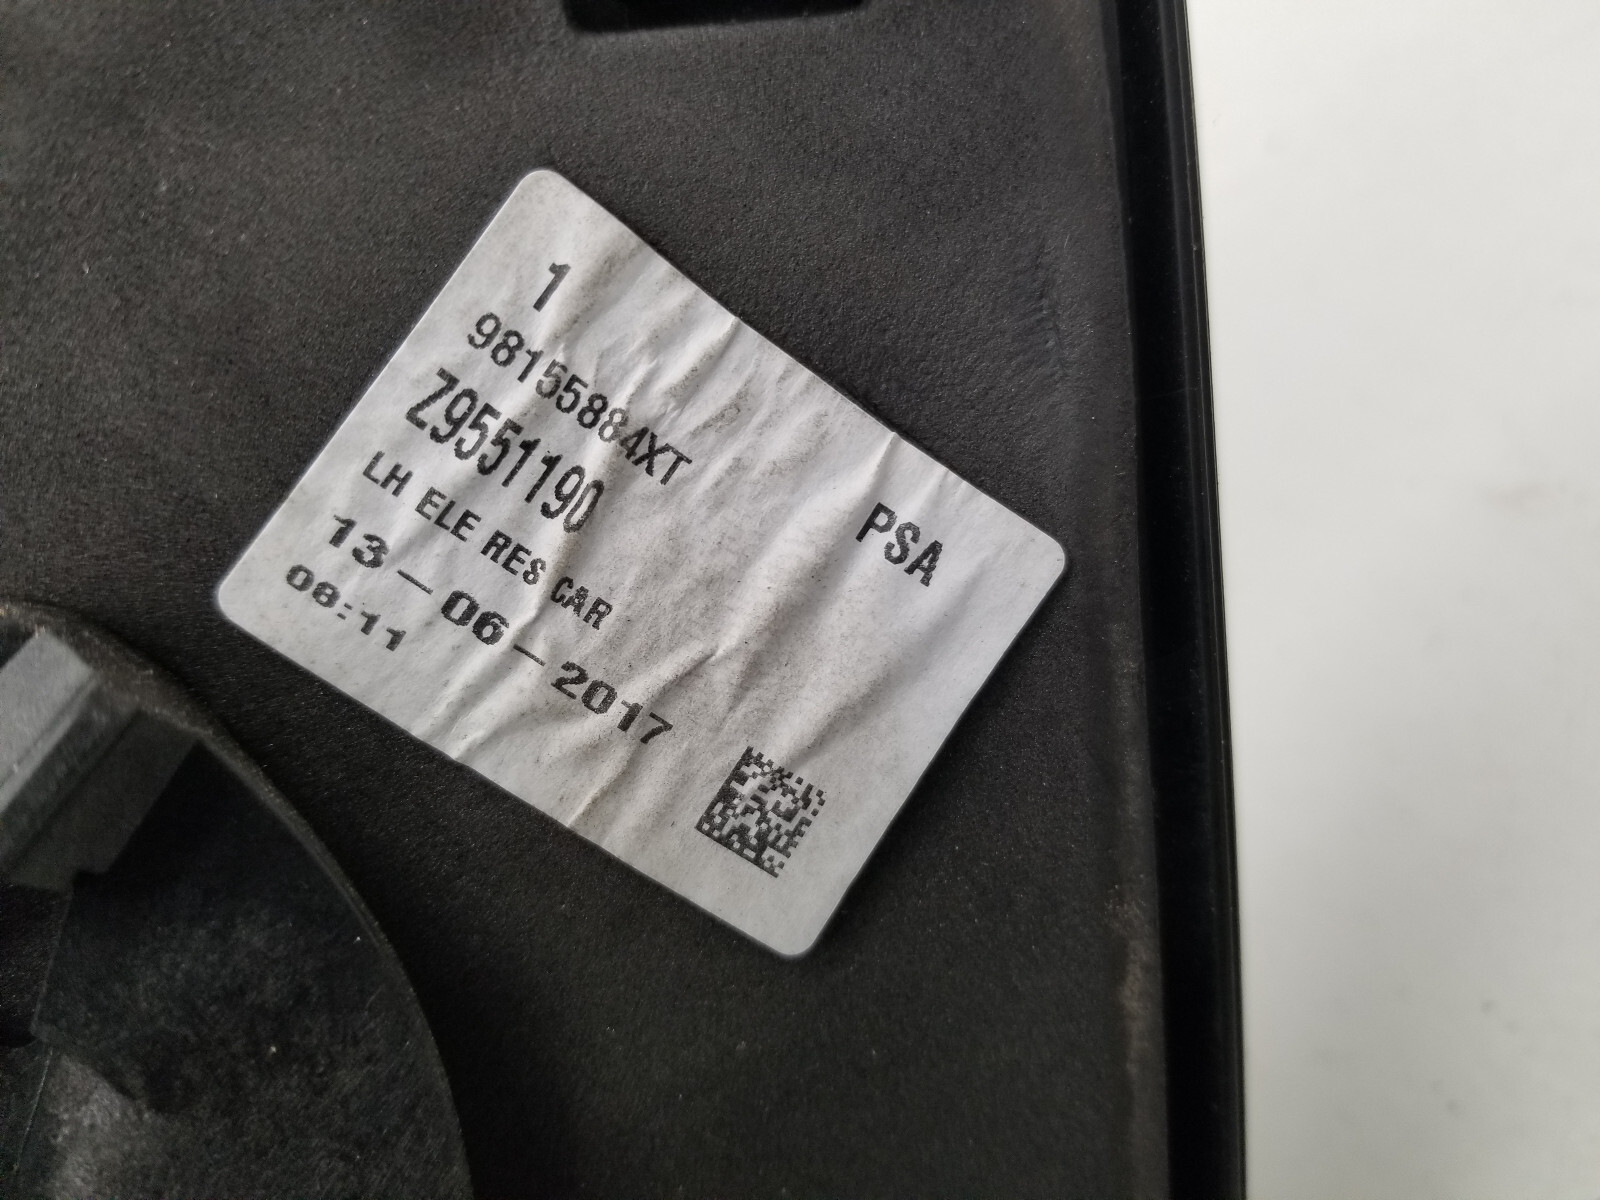 1
98155884XT
Z9551190
PSA
LH ELE RES CAR
13-06-2017
08:11